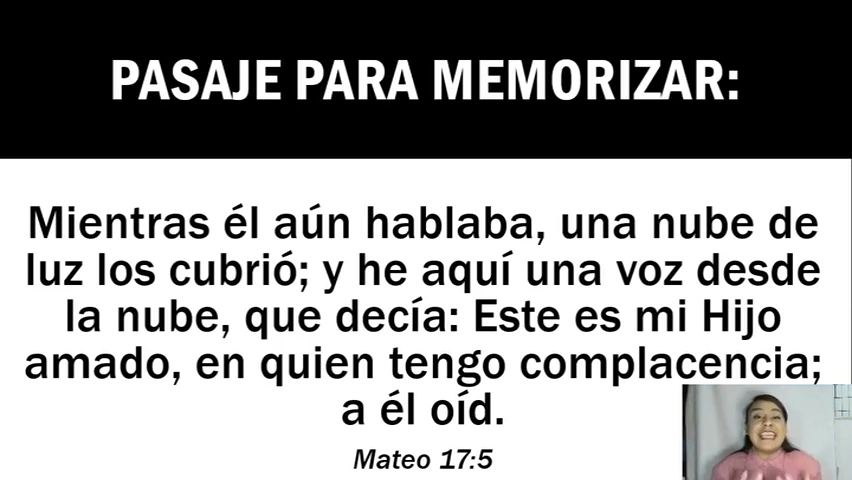 PASAJE PARA MEMORIZAR:
Mientras él aún hablaba, una nube de
luz los cubrió; y he aquí una voz desde
la nube, que decía: Este es mi Hijo
amado, en quien tengo complacencia;
a él oíd.
Mateo 17:5